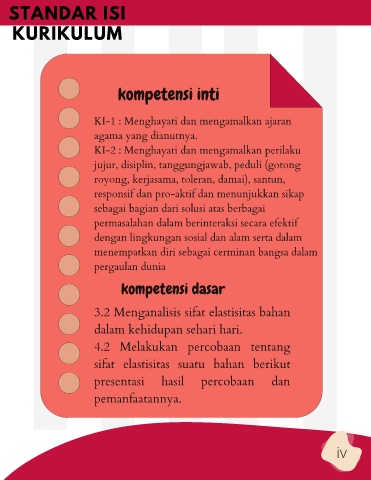 STANDAR ISI
KURIKULUM
kompetensi inti
KI-1 : Menghayati dan mengamalkan ajaran
agama yang dianutnya.
KI-2 : Menghayati dan mengamalkan perilaku
jujur, disiplin, tanggungjawab, peduli (gotong
royong, kerjasama, toleran, damai), santun,
responsif dan pro-aktif dan menunjukkan sikap
sebagai bagian dari solusi atas berbagai
permasalahan dalam berinteraksi secara efektif
dengan lingkungan sosial dan alam serta dalam
menempatkan diri sebagai cerminan bangsa dalam
pergaulan dunia
kompetensi dasar
3.2 Menganalisis sifat elastisitas bahan
dalam kehidupan sehari hari.
4.2 Melakukan percobaan tentang
sifat elastisitas suatu bahan berikut
presentasi hasil percobaan dan
pemanfaatannya.
iv